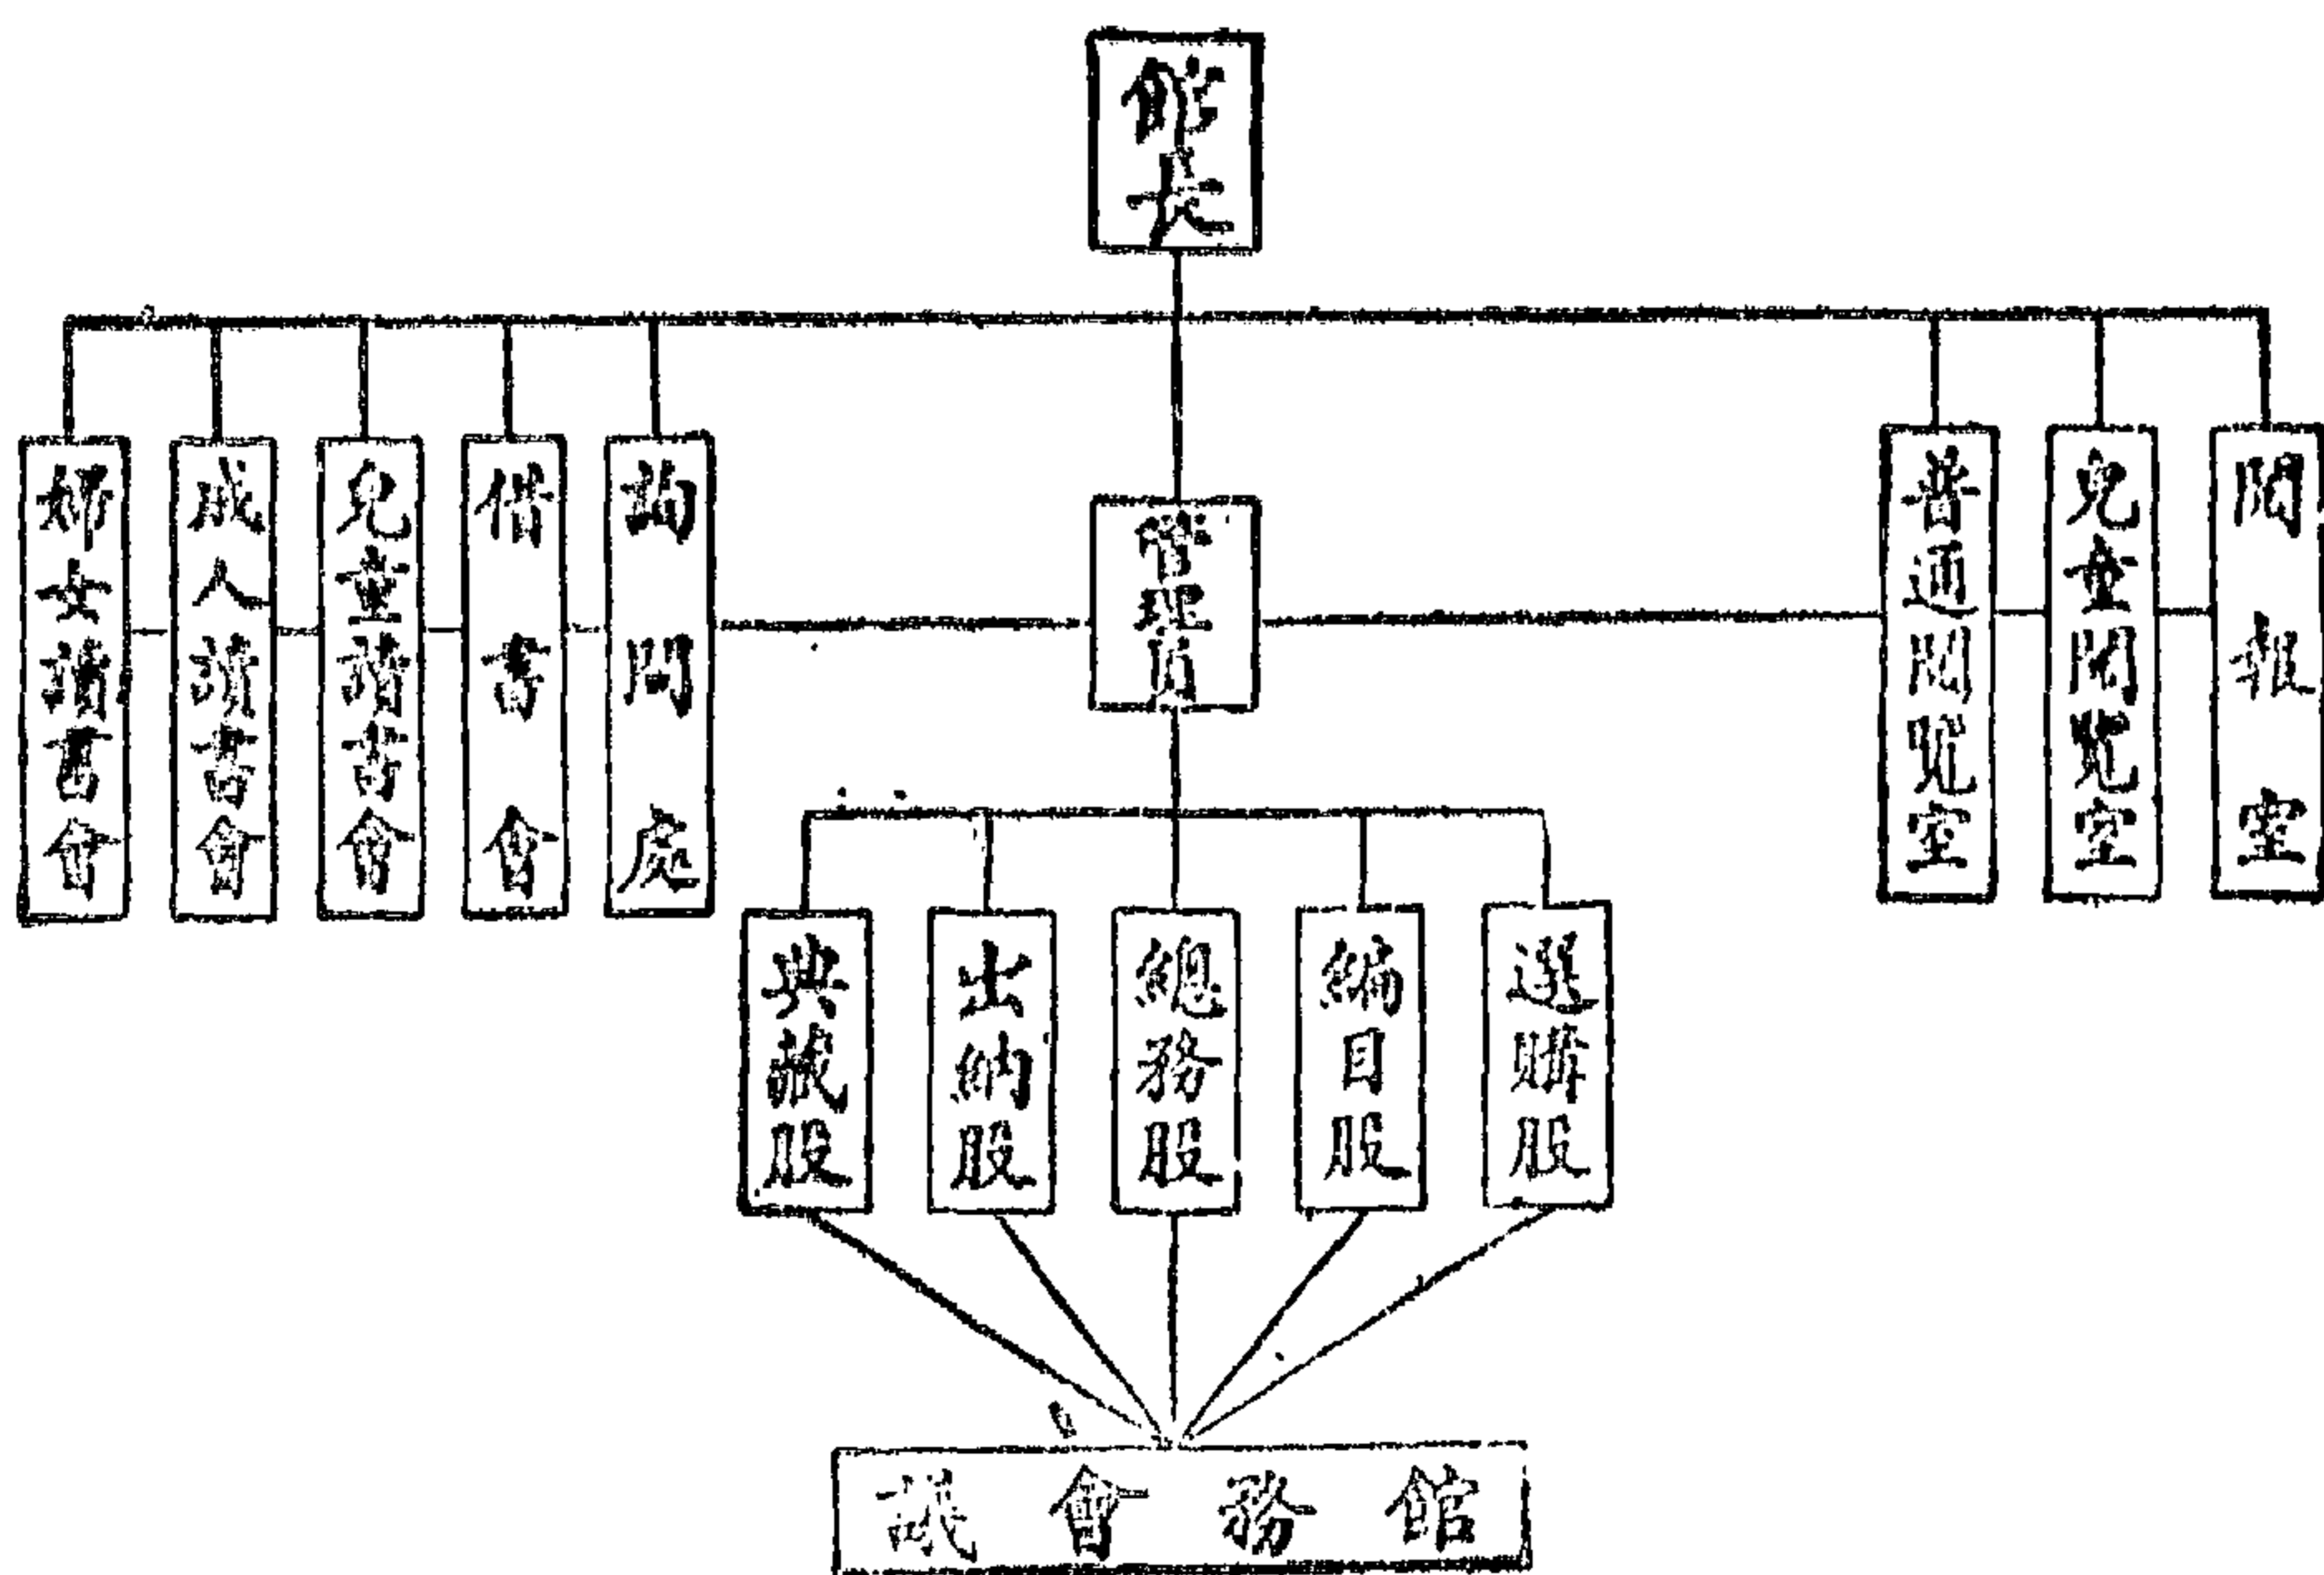 館長
閱報室
兒童閱覽室
普通閱覽室
管理員
詢問處
借書會
兒童讀書會
成人讀書會
婦女讀書會
選購股
編目股
總務股
出納股
典藏股
館務會議